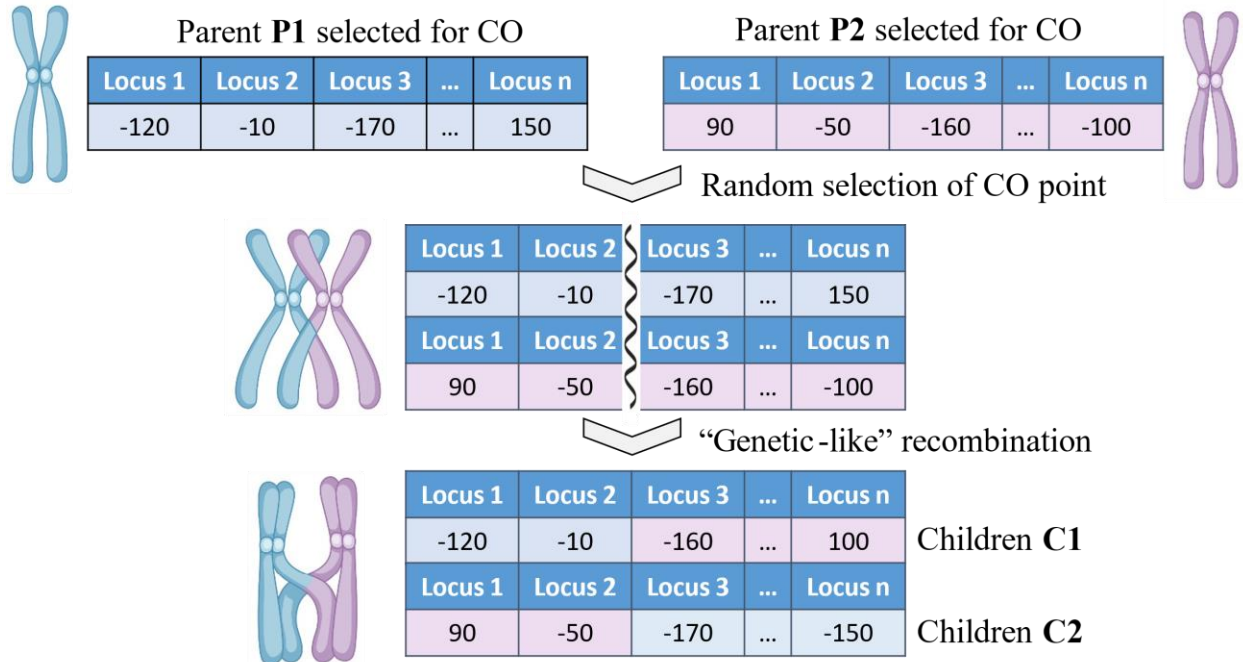 Parent P1 selected for CO
Parent P2 selected for CO
Locus 1 Locus 2 Locus 3 ... Locus n
-120 -10 -170 ... 150
Locus 1 Locus 2 Locus 3 ... Locus n
90 -50 -160 ... -100
Random selection of CO point
Locus 1 Locus 2 Locus 3 ... Locus n
-120 -10 -170 ... 150
Locus 1 Locus 2 Locus 3 ... Locus n
90 -50 -160 ... -100
“Genetic-like” recombination
Locus 1 Locus 2 Locus 3 ... Locus n
-120 -10 -160 ... 100 Children C1
Locus 1 Locus 2 Locus 3 ... Locus n
90 -50 -170 ... -150 Children C2